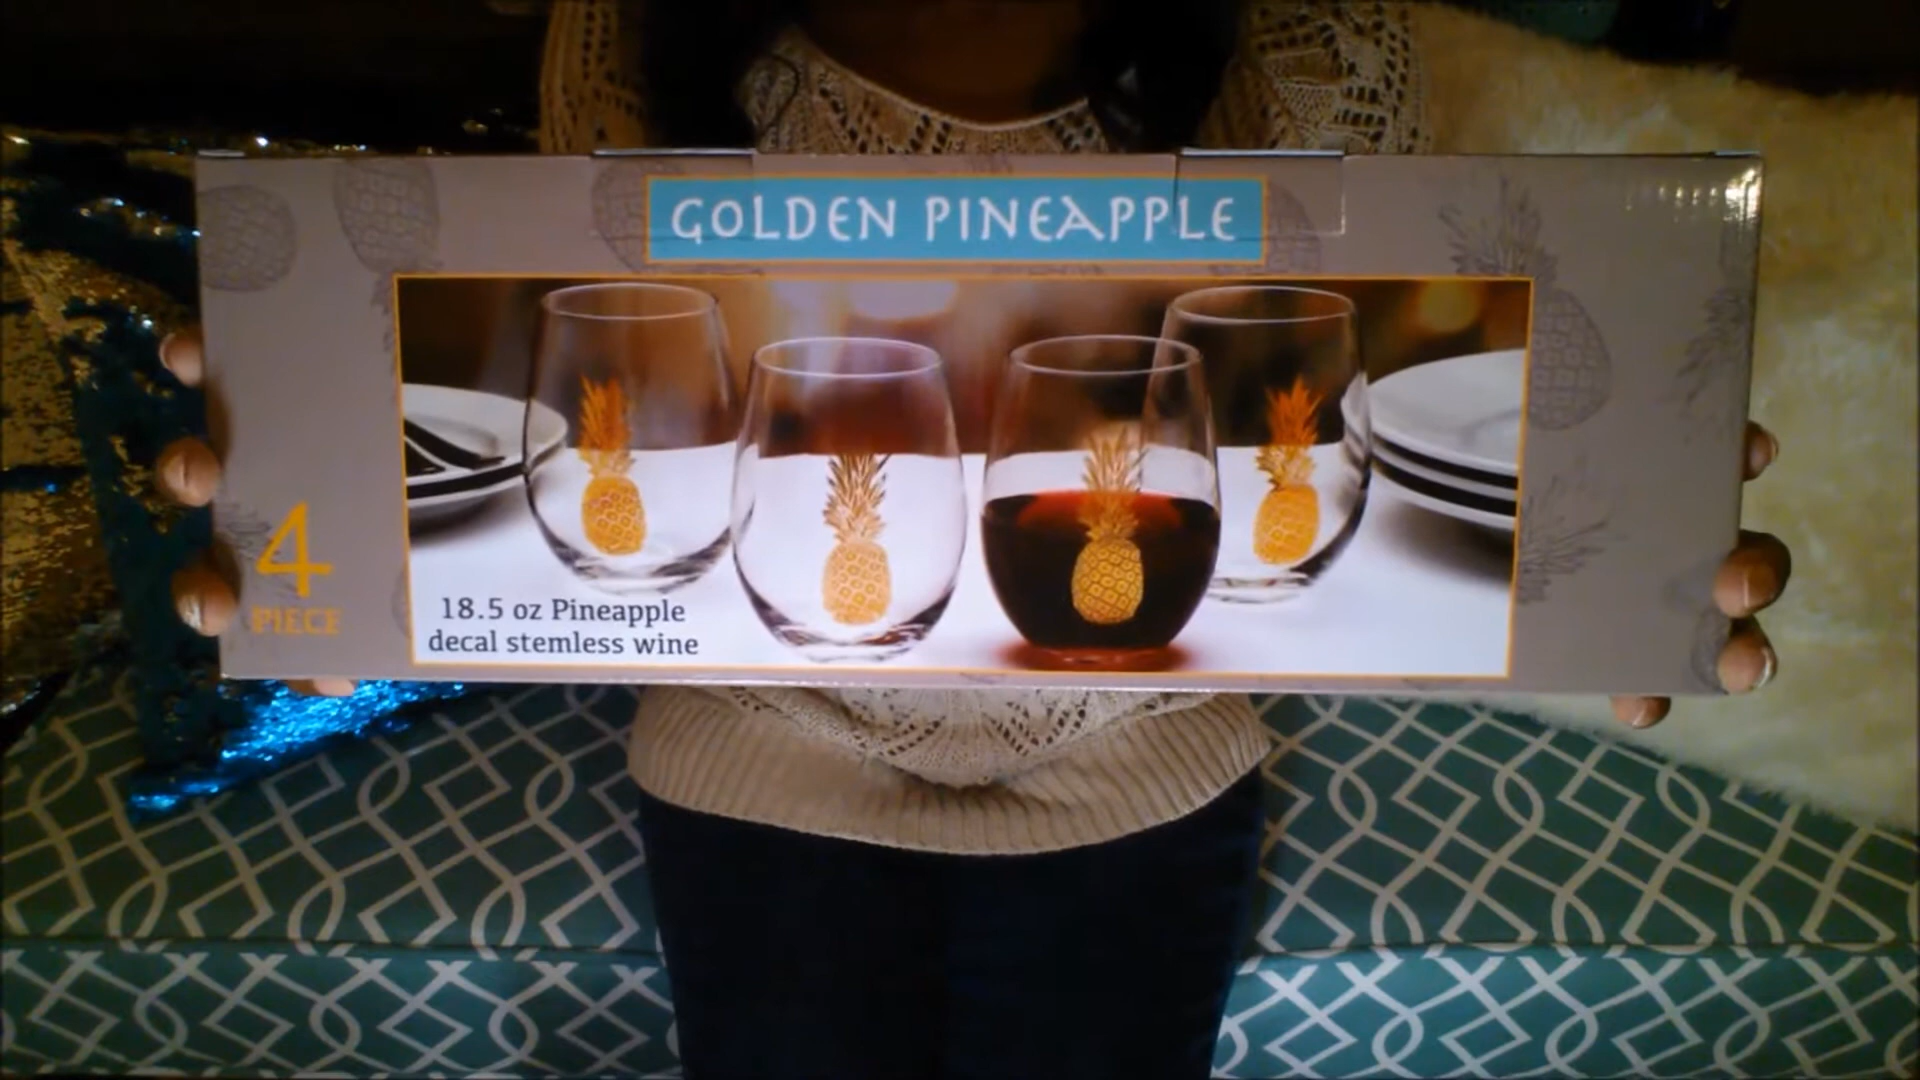 GOLDEN PINEAPPLE
4
PIECE
18.5 oz Pineapple
decal stemless wine